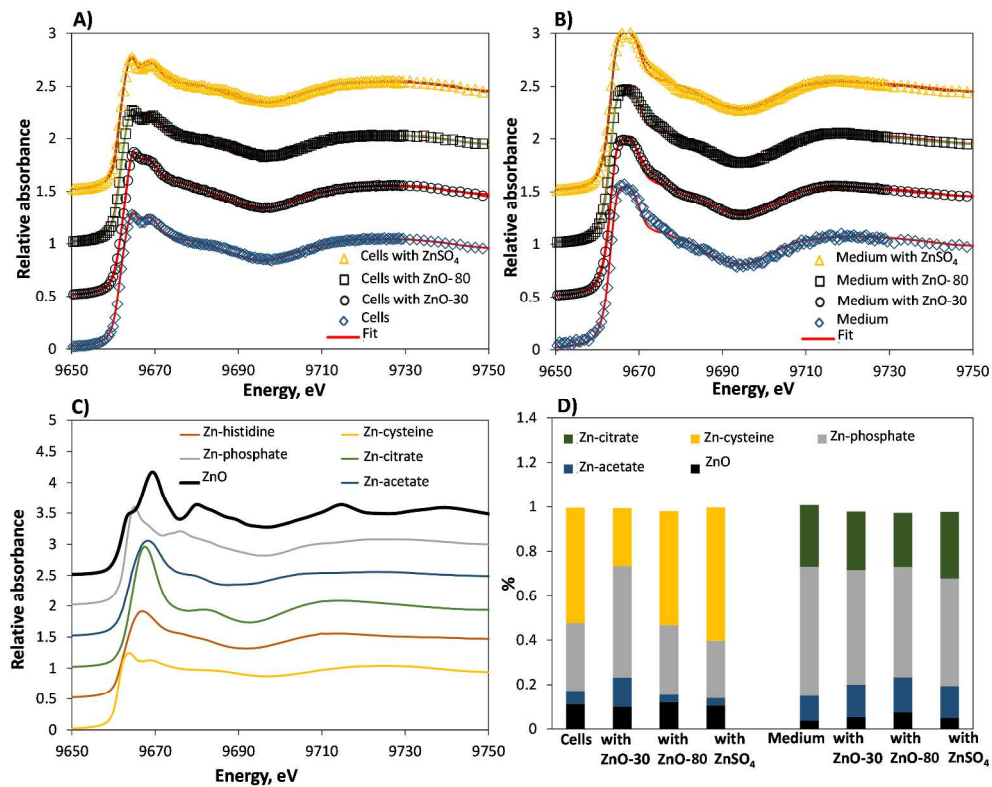 A)
3
2.5
2
1.5
1
0.5
0
Relative absorbance
Cells with ZnSO₄
Cells with ZnO-80
Cells with ZnO-30
Cells
Fit
9650 9670 9690 9710 9730 9750
Energy, eV
B)
3
2.5
2
1.5
1
0.5
0
Relative absorbance
Medium with ZnSO₄
Medium with ZnO-80
Medium with ZnO-30
Medium
Fit
9650 9670 9690 9710 9730 9750
Energy, eV
C)
5
4.5
4
3.5
3
2.5
2
1.5
1
0.5
0
Relative absorbance
Zn-histidine Zn-cysteine
Zn-phosphate Zn-citrate
ZnO Zn-acetate
9650 9670 9690 9710 9730 9750
Energy, eV
D)
1.4
1.2
1
0.8
0.6
0.4
0.2
0
%
Zn-citrate Zn-cysteine Zn-phosphate
Zn-acetate ZnO
Cells with with with Medium with with with
ZnO-30 ZnO-80 ZnSO₄ ZnO-30 ZnO-80 ZnSO₄